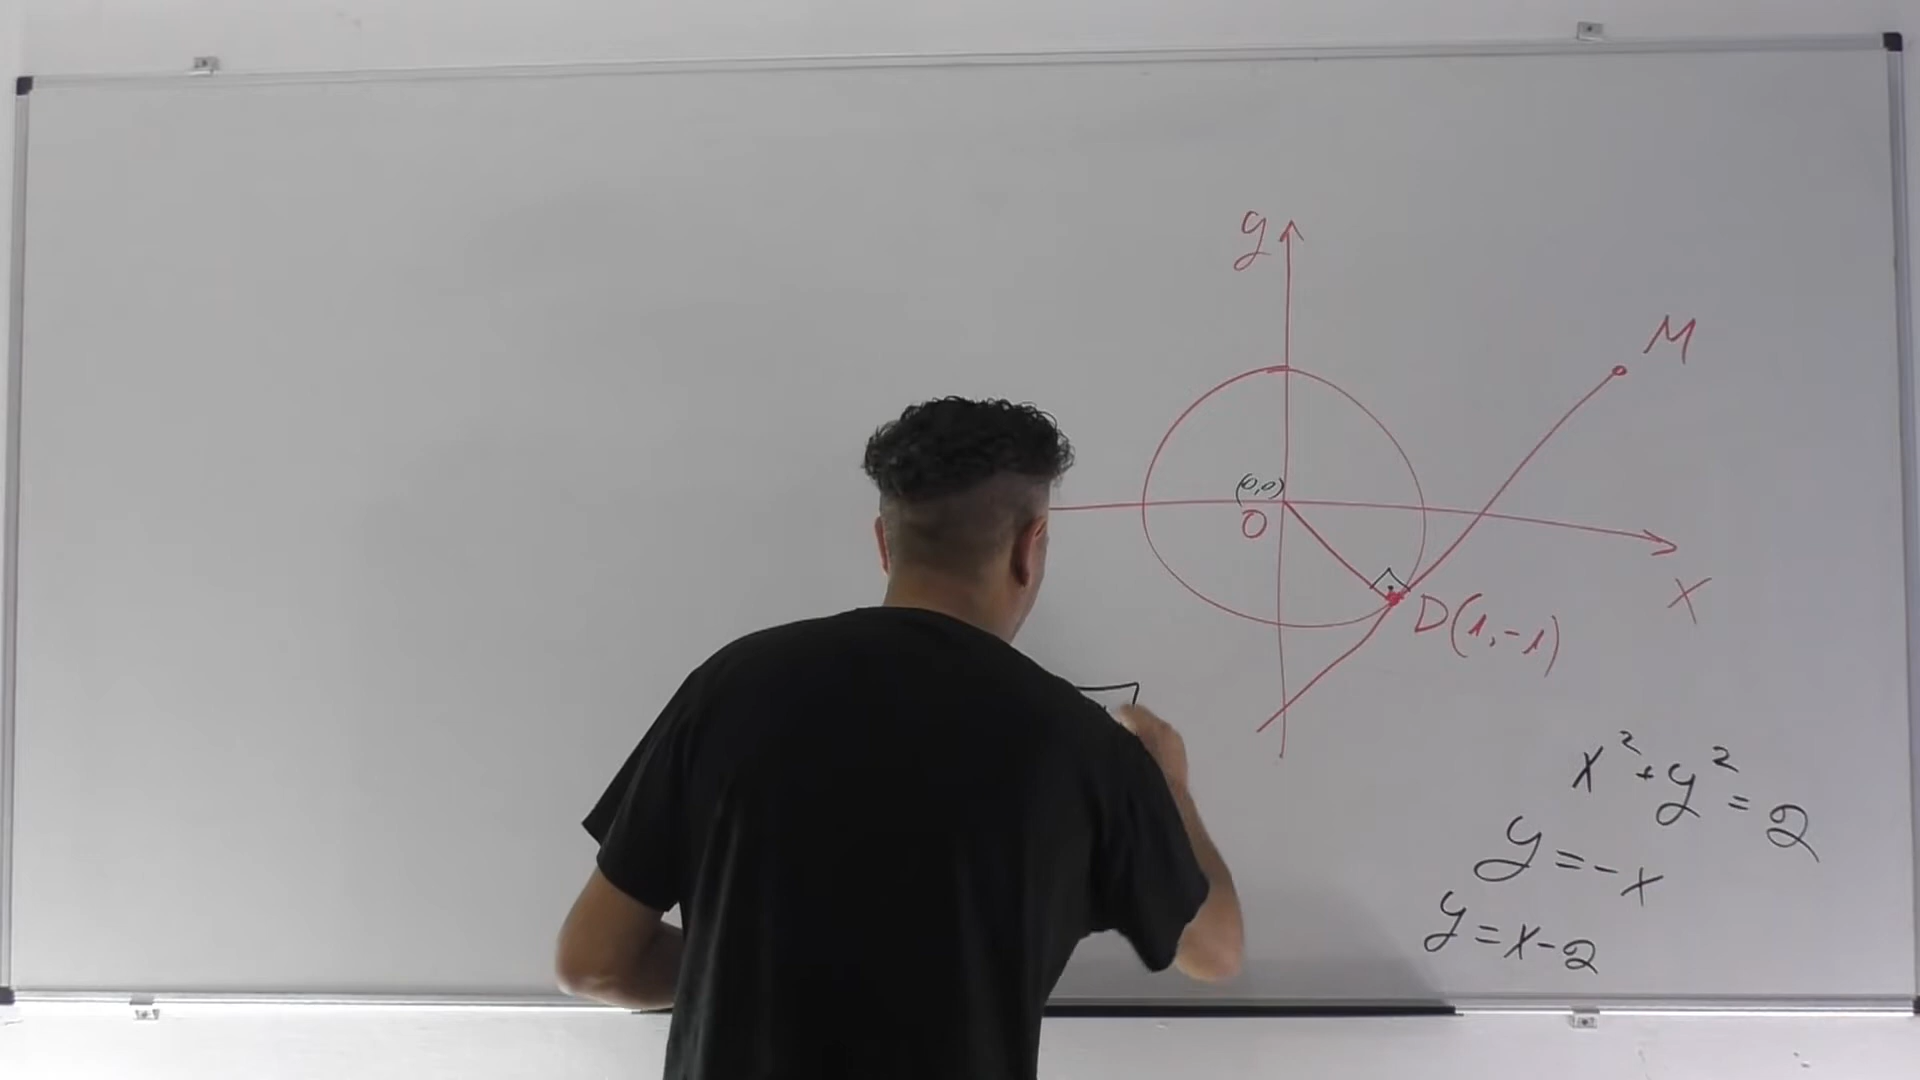 y
M
(0,0)
O
D(1,-1)
x
x² + y² = 2
y = -x
y = x - 2